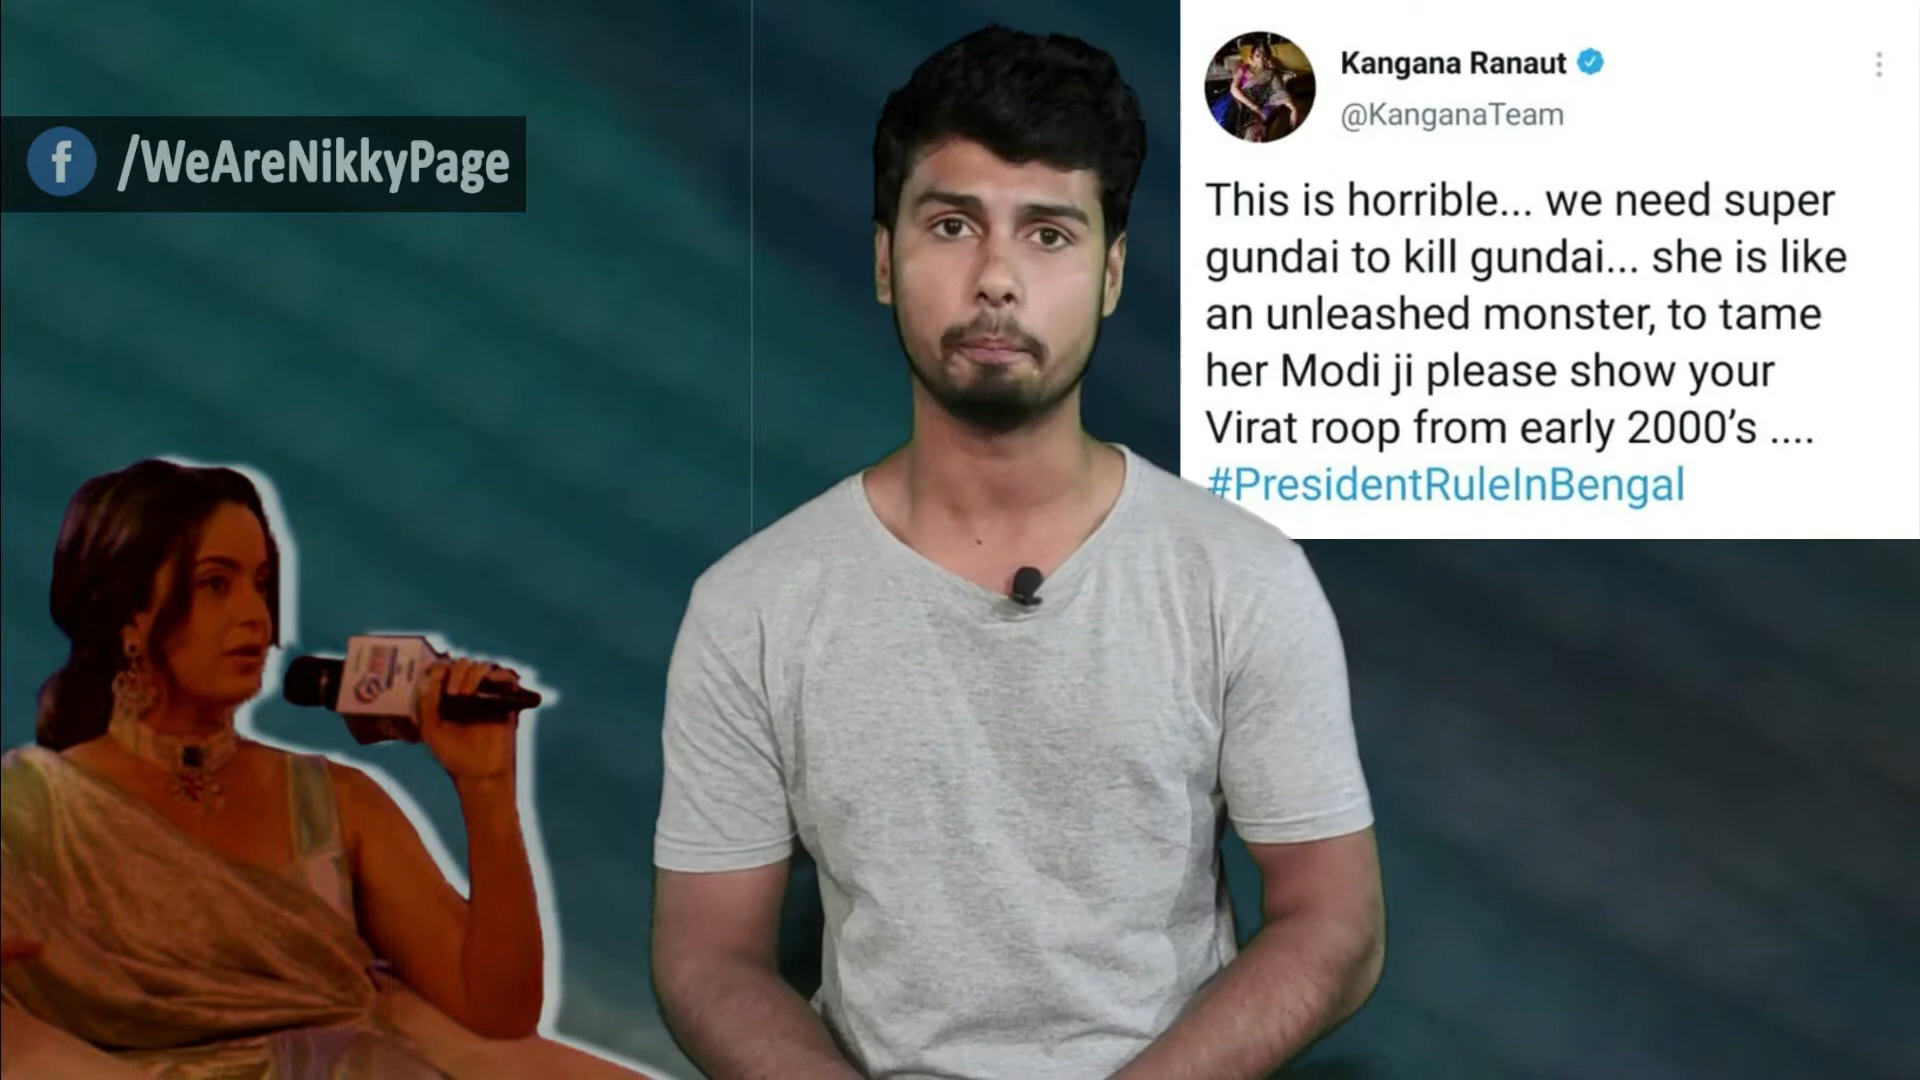 /WeAreNikkyPage
Kangana Ranaut
@KanganaTeam
This is horrible... we need super
gundai to kill gundai... she is like
an unleashed monster, to tame
her Modi ji please show your
Virat roop from early 2000’s ....
#PresidentRuleInBengal